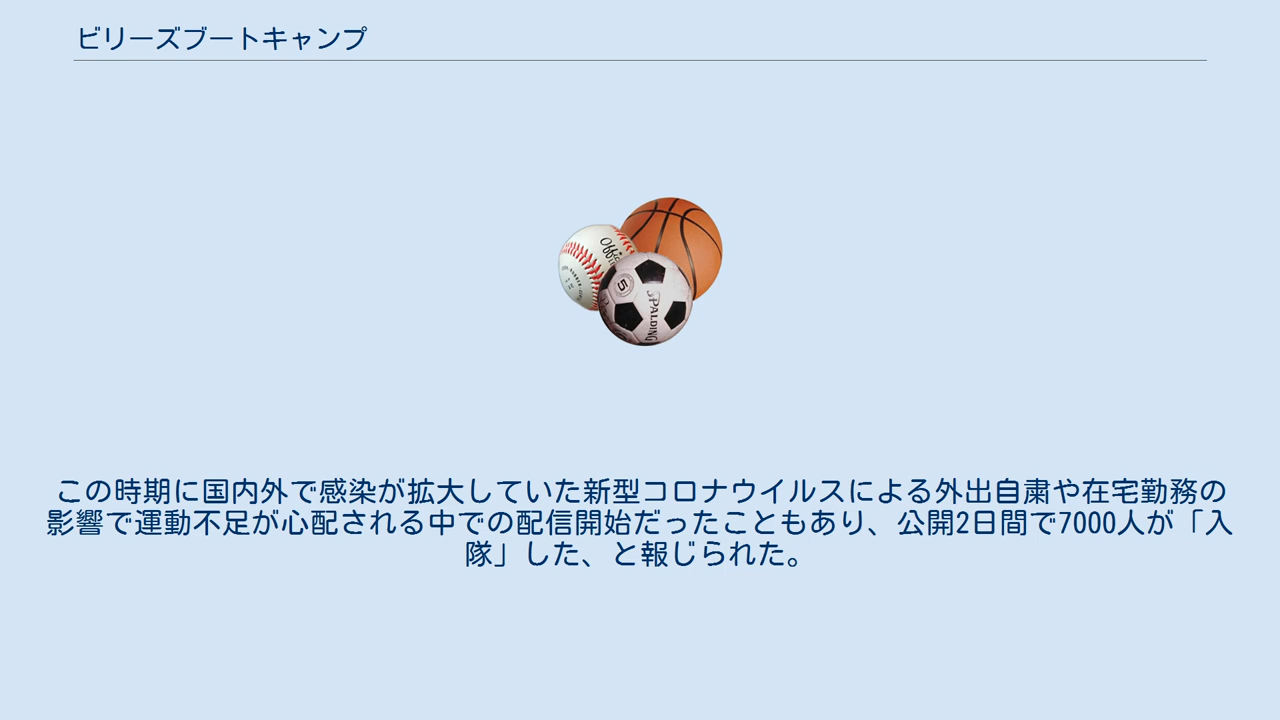 ビリーズブートキャンプ
Offic
5
SPALDING
この時期に国内外で感染が拡大していた新型コロナウイルスによる外出自粛や在宅勤務の
影響で運動不足が心配される中での配信開始だったこともあり、公開2日間で7000人が「入
隊」した、と報じられた。